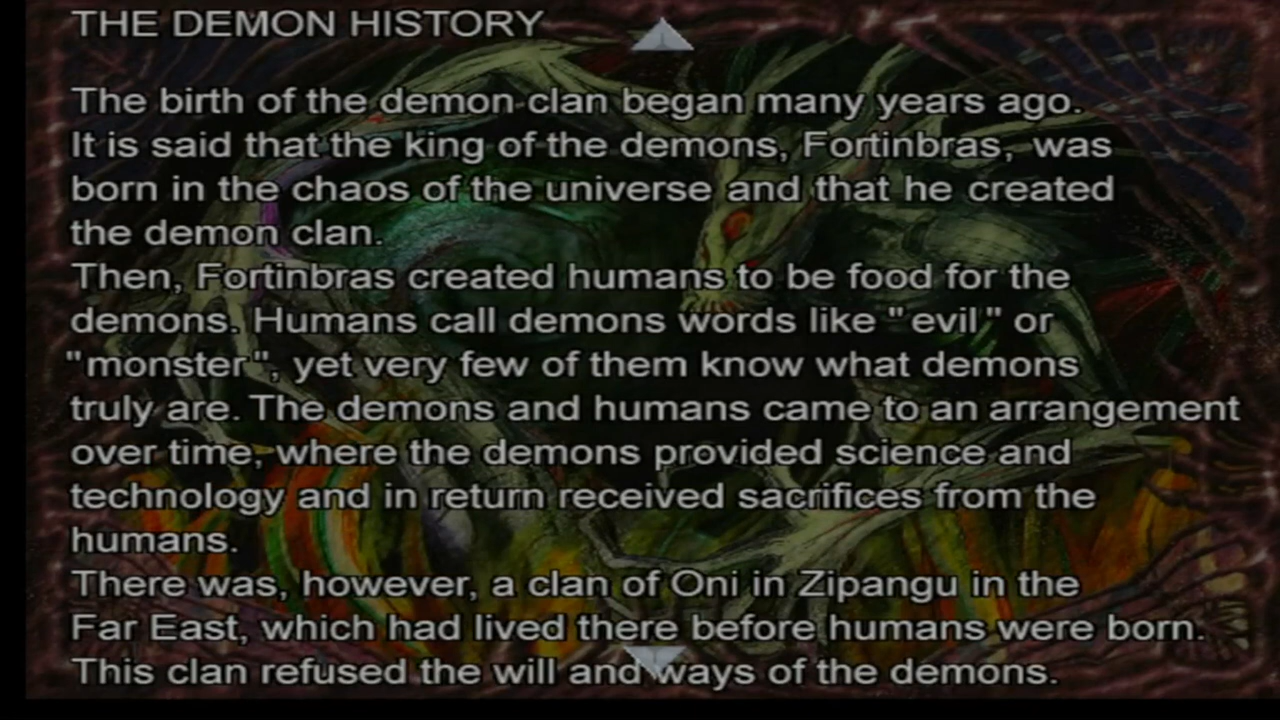 THE DEMON HISTORY
The birth of the demon clan began many years ago.
It is said that the king of the demons, Fortinbras, was
born in the chaos of the universe and that he created
the demon clan.
Then, Fortinbras created humans to be food for the
demons. Humans call demons words like "evil" or
"monster", yet very few of them know what demons
truly are. The demons and humans came to an arrangement
over time, where the demons provided science and
technology and in return received sacrifices from the
humans.
There was, however, a clan of Oni in Zipangu in the
Far East, which had lived there before humans were born.
This clan refused the will and ways of the demons.